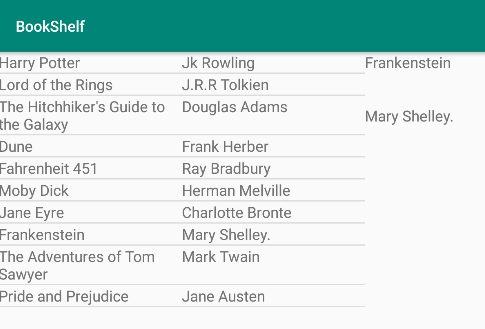 BookShelf
Harry Potter Jk Rowling Frankenstein
Lord of the Rings J.R.R Tolkien
The Hitchhiker's Guide to Douglas Adams
the Galaxy
Mary Shelley.
Dune Frank Herber
Fahrenheit 451 Ray Bradbury
Moby Dick Herman Melville
Jane Eyre Charlotte Bronte
Frankenstein Mary Shelley.
The Adventures of Tom Mark Twain
Sawyer
Pride and Prejudice Jane Austen